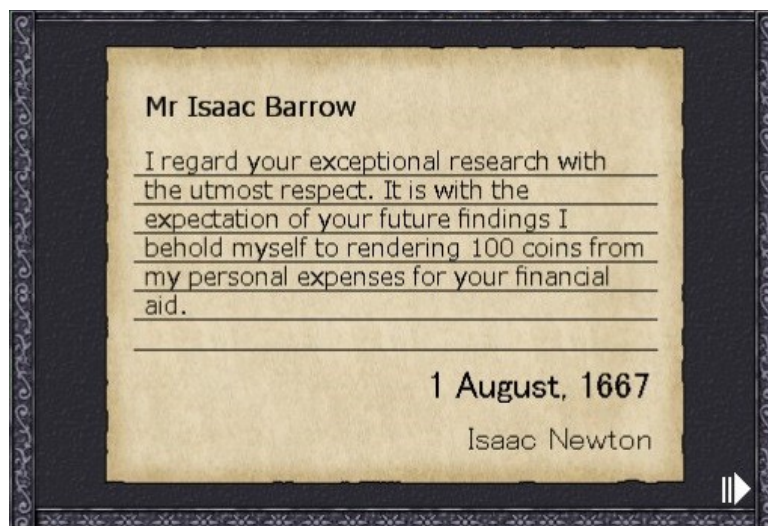 Mr Isaac Barrow
I regard your exceptional research with
the utmost respect. It is with the
expectation of your future findings I
behold myself to rendering 100 coins from
my personal expenses for your financial
aid.
1 August, 1667
Isaac Newton